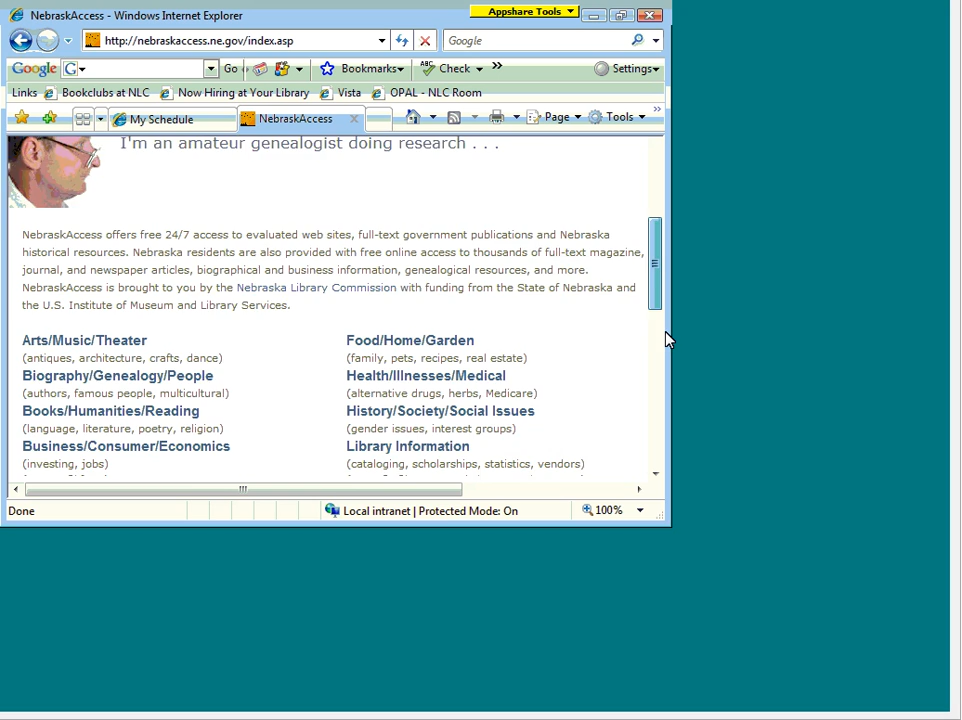 NebraskAccess - Windows Internet Explorer
Appshare Tools
http://nebraskaccess.ne.gov/index.asp
Google
Google
G
Go
Bookmarks
ABC
Check
»
Settings
Links
Bookclubs at NLC
Now Hiring at Your Library
Vista
OPAL - NLC Room
My Schedule
NebraskAccess
Page
Tools
»
I'm an amateur genealogist doing research . . .
NebraskAccess offers free 24/7 access to evaluated web sites, full-text government publications and Nebraska
historical resources. Nebraska residents are also provided with free online access to thousands of full-text magazine,
journal, and newspaper articles, biographical and business information, genealogical resources, and more.
NebraskAccess is brought to you by the Nebraska Library Commission with funding from the State of Nebraska and
the U.S. Institute of Museum and Library Services.
Arts/Music/Theater
(antiques, architecture, crafts, dance)
Biography/Genealogy/People
(authors, famous people, multicultural)
Books/Humanities/Reading
(language, literature, poetry, religion)
Business/Consumer/Economics
(investing, jobs)
Food/Home/Garden
(family, pets, recipes, real estate)
Health/Illnesses/Medical
(alternative drugs, herbs, Medicare)
History/Society/Social Issues
(gender issues, interest groups)
Library Information
(cataloging, scholarships, statistics, vendors)
Done
Local intranet | Protected Mode: On
100%